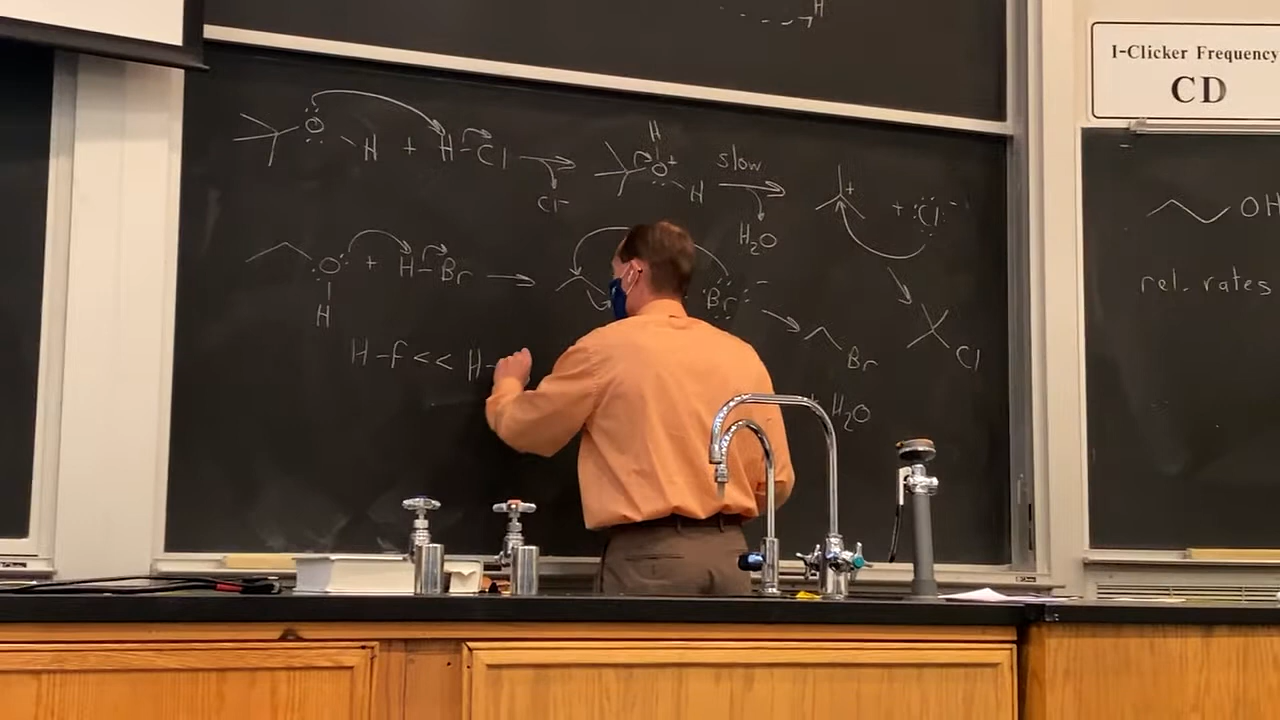 H
I-Clicker Frequency
CD
O H + H-Cl → Cl⁻ H O⁺ H slow → H₂O + + :Cl:⁻
O H + H-Br → :Br:⁻ → Br + H₂O
Cl
H-F << H-
OH
rel. rates